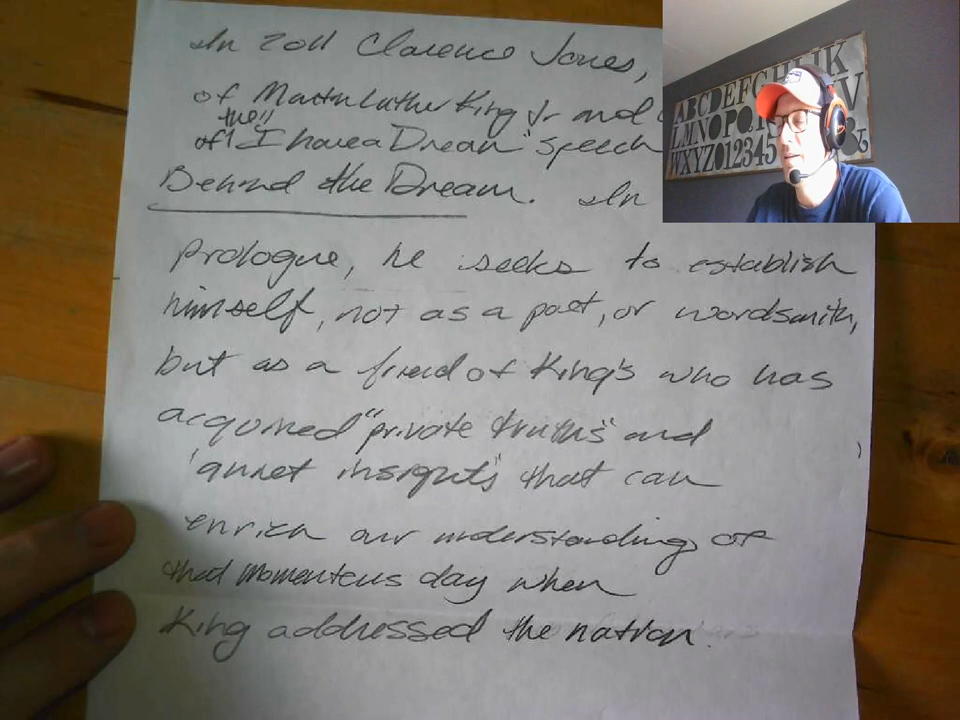 In 2011 Clarence Jones,
of Martin Luther King Jr and
the
of "I have a Dream" speech
Behind the Dream. In
prologue, he seeks to establish
himself, not as a poet, or wordsmith,
but as a friend of King's who has
acquired "private truths" and
'quiet insights' that can
enrich our understanding of
that momentous day when
King addressed the nation.
ABCDEFGHIJK
LMNOPQ
WXYZ012345
V
&